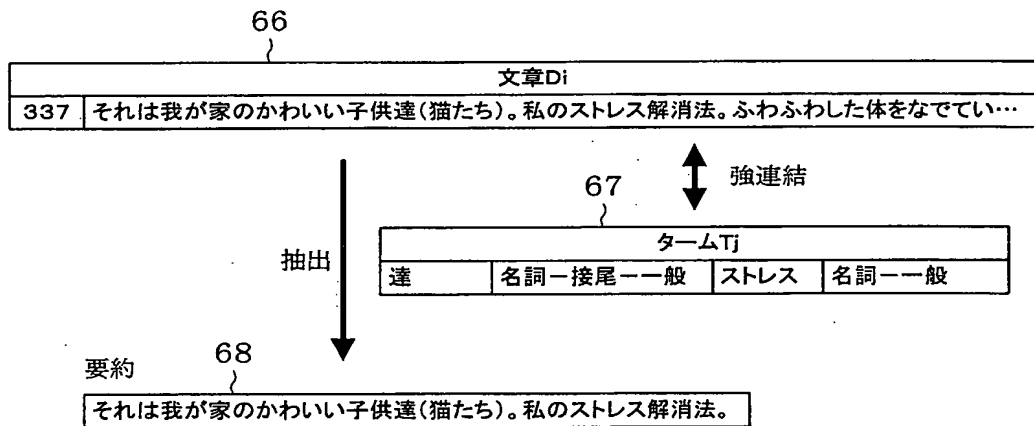 66
文章Di
337 それは我が家のかわいい子供達(猫たち)。私のストレス解消法。ふわふわした体をなでてい…
強連結
67
タームTj
抽出
達 名詞－接尾－一般 ストレス 名詞－一般
68
要約
それは我が家のかわいい子供達(猫たち)。私のストレス解消法。